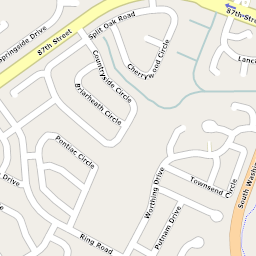 Split Oak Road
87th Street
Springside Drive
87th Street
Countryside Circle
Cherrywood Circle
Briarheath Circle
Pontiac Circle
Drive
Worthing Drive
Townsend Circle
South Wash
Putnam Drive
Ring Road